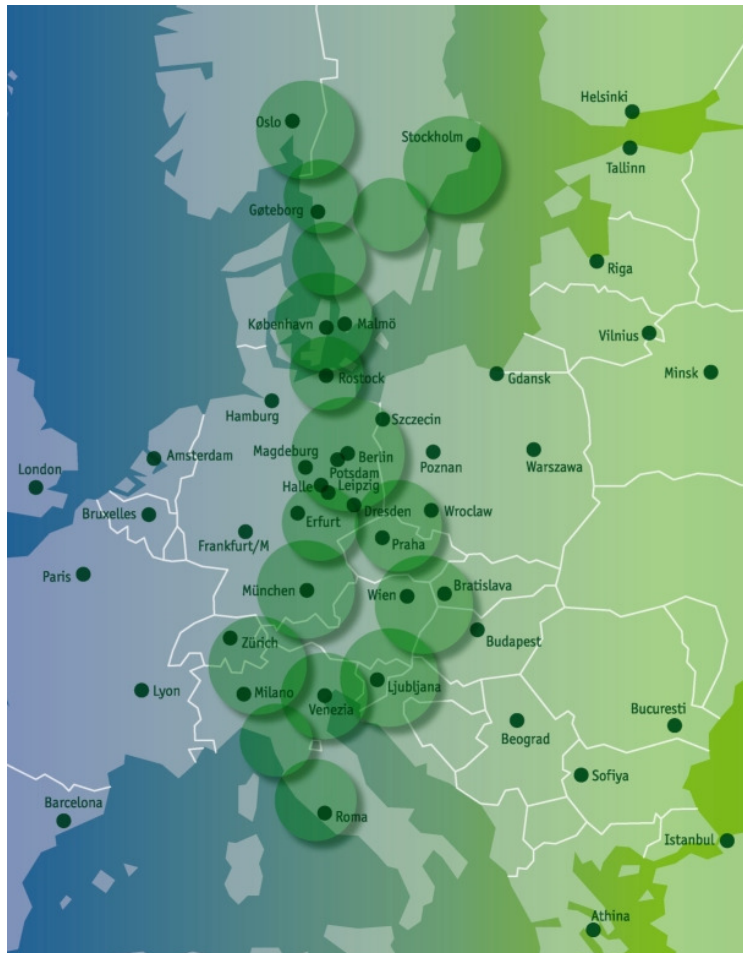 Helsinki
Oslo
Stockholm
Tallinn
Gøteborg
Riga
København
Malmö
Vilnius
Rostock
Gdansk
Minsk
Hamburg
Szczecin
Magdeburg
Berlin
Amsterdam
Potsdam
Poznan
Warszawa
London
Halle
Leipzig
Bruxelles
Erfurt
Dresden
Wroclaw
Frankfurt/M
Praha
Paris
München
Wien
Bratislava
Zürich
Budapest
Lyon
Milano
Venezia
Ljubljana
Beograd
Bucuresti
Sofiya
Barcelona
Roma
Istanbul
Athina